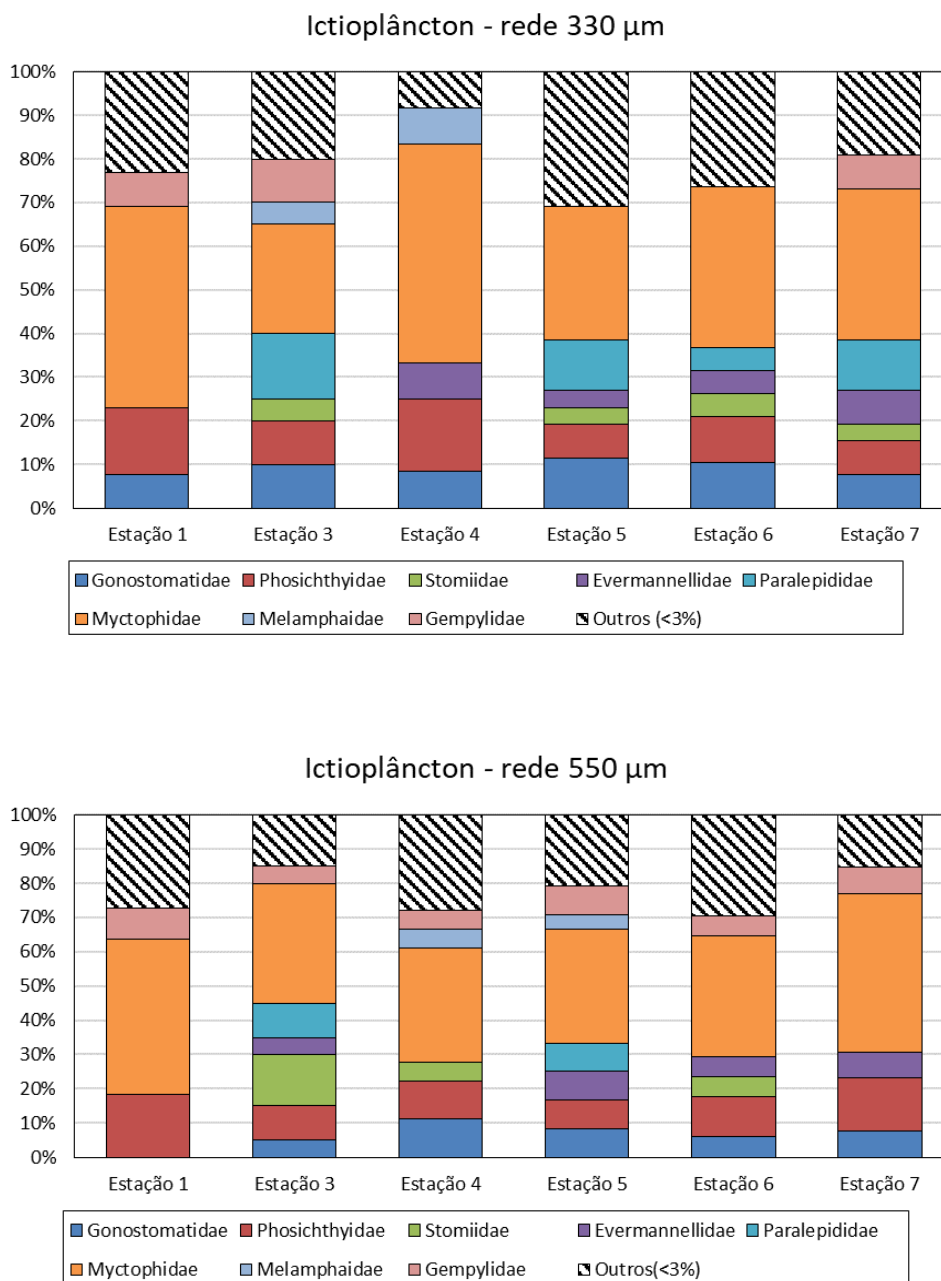 Ictioplâncton - rede 330 µm
100%
90%
80%
70%
60%
50%
40%
30%
20%
10%
0%
Estação 1 Estação 3 Estação 4 Estação 5 Estação 6 Estação 7
Gonostomatidae Phosichthyidae Stomiidae Evermannellidae Paralepididae
Myctophidae Melamphaidae Gempylidae Outros (<3%)
Ictioplâncton - rede 550 µm
100%
90%
80%
70%
60%
50%
40%
30%
20%
10%
0%
Estação 1 Estação 3 Estação 4 Estação 5 Estação 6 Estação 7
Gonostomatidae Phosichthyidae Stomiidae Evermannellidae Paralepididae
Myctophidae Melamphaidae Gempylidae Outros(<3%)